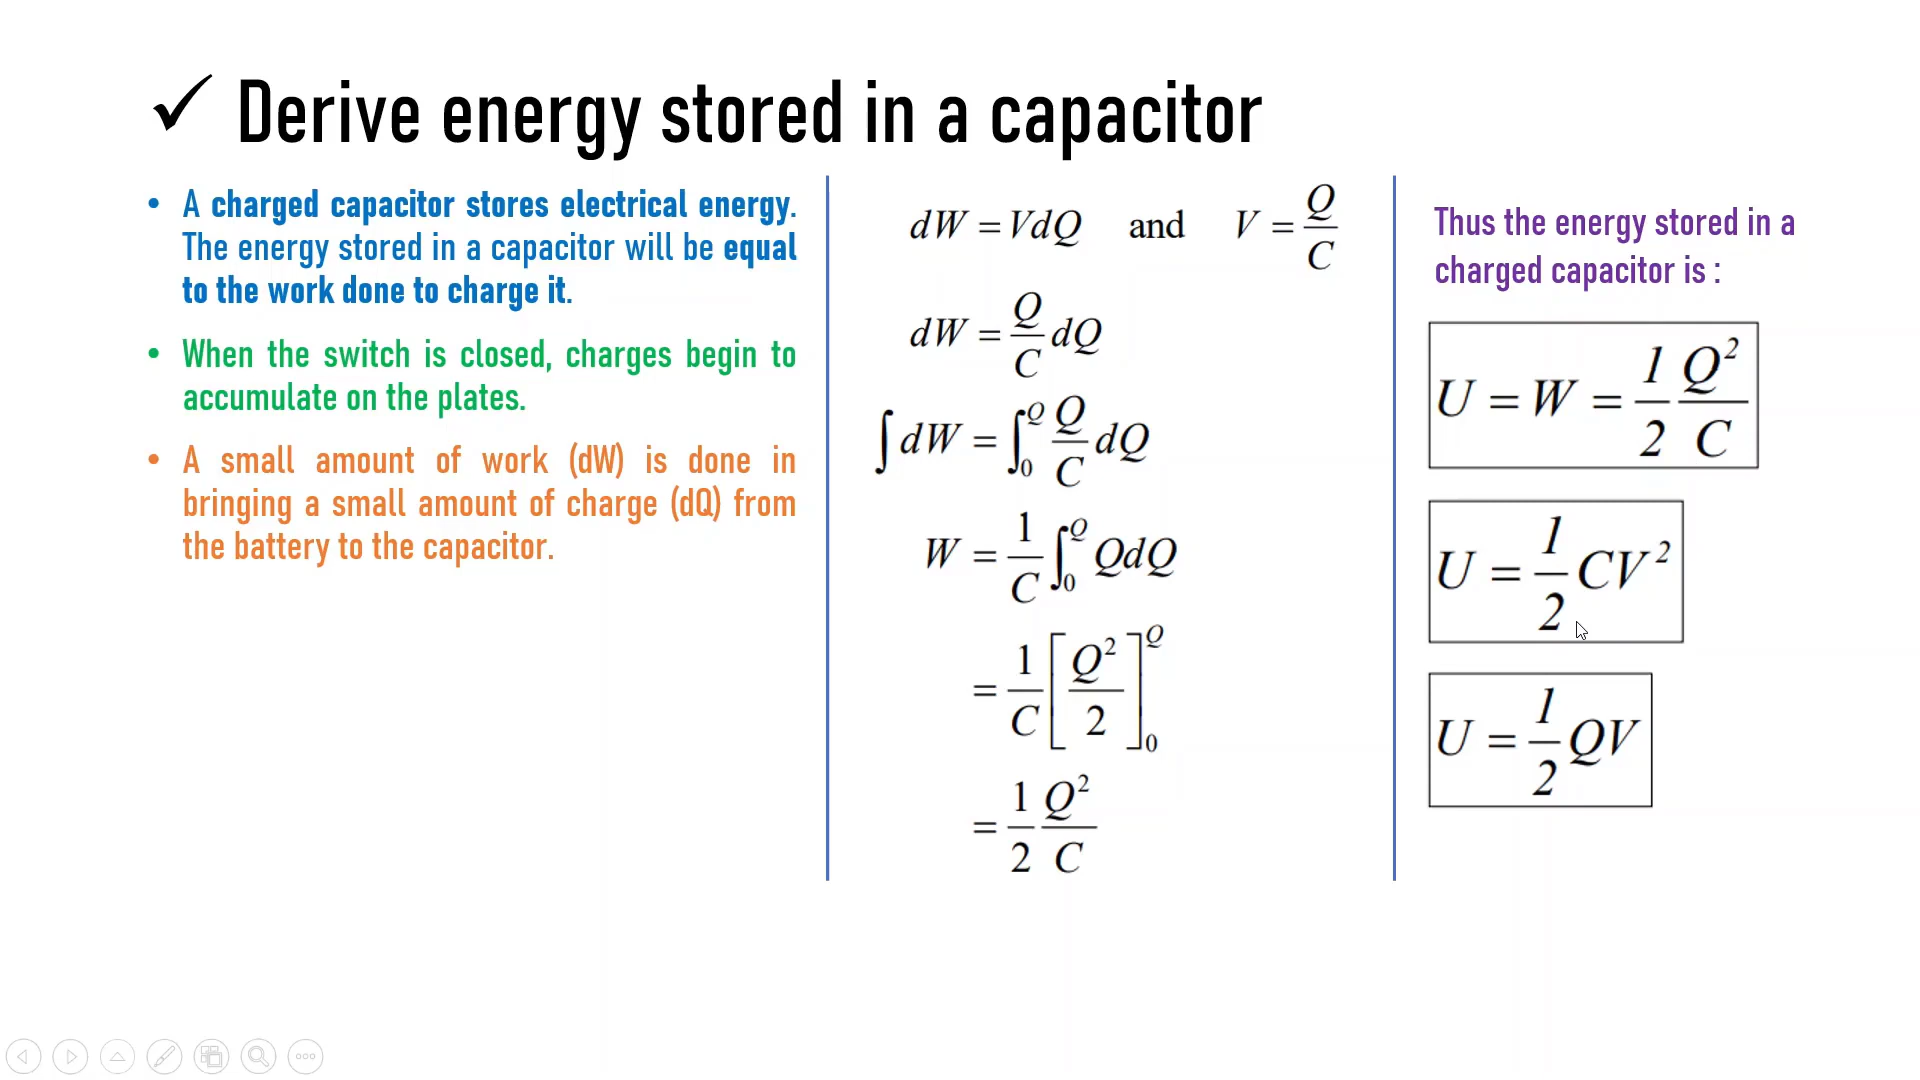 ✓ Derive energy stored in a capacitor
• A charged capacitor stores electrical energy.
The energy stored in a capacitor will be equal
to the work done to charge it.
• When the switch is closed, charges begin to
accumulate on the plates.
• A small amount of work (dW) is done in
bringing a small amount of charge (dQ) from
the battery to the capacitor.
dW = VdQ and V = Q/C
dW = Q/C dQ
∫dW = ∫₀^Q Q/C dQ
W = 1/C ∫₀^Q QdQ
= 1/C [Q²/2]₀^Q
= 1/2 Q²/C
Thus the energy stored in a
charged capacitor is :
U = W = 1/2 Q²/C
U = 1/2 CV²
U = 1/2 QV